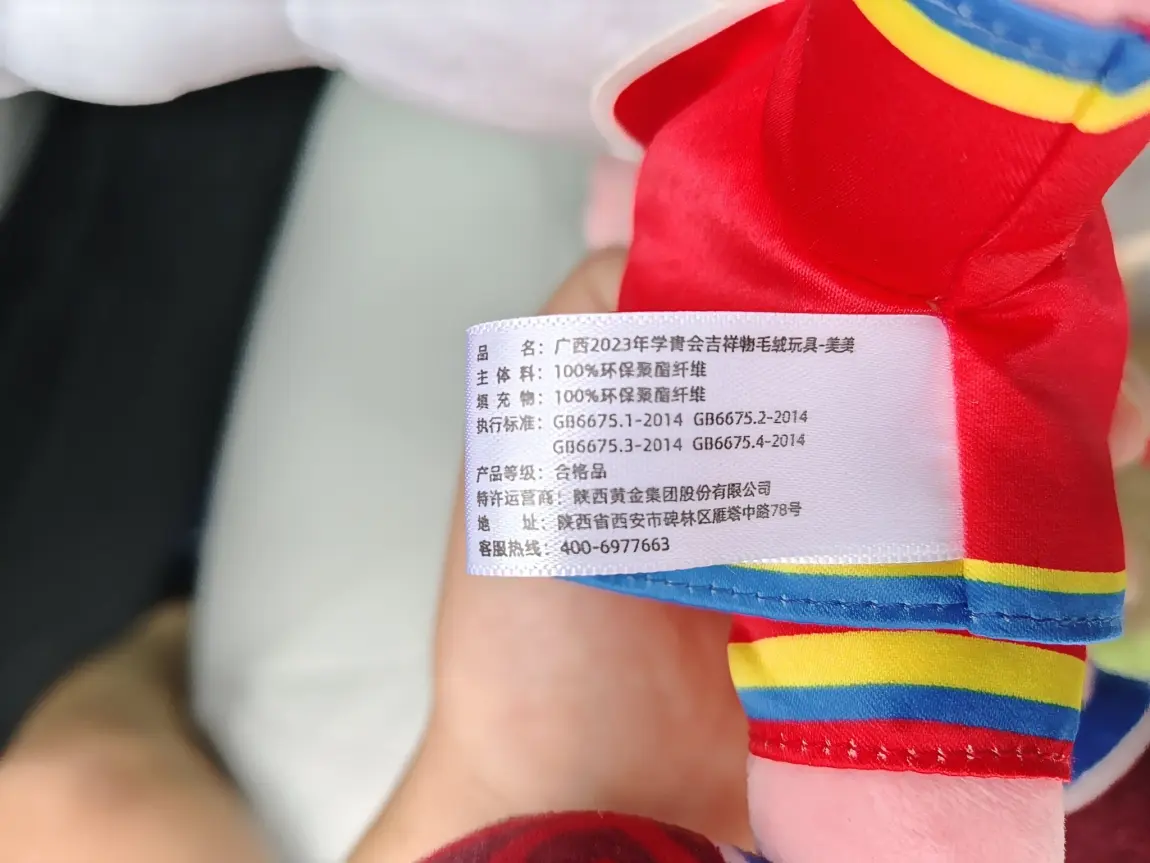 品 名：广西2023年学青会吉祥物毛绒玩具-美美
主 体 料：100%环保聚酯纤维
填 充 物：100%环保聚酯纤维
执行标准：GB6675.1-2014 GB6675.2-2014
GB6675.3-2014 GB6675.4-2014
产品等级：合格品
特许运营商：陕西黄金集团股份有限公司
地 址：陕西省西安市碑林区雁塔中路78号
客服热线：400-6977663